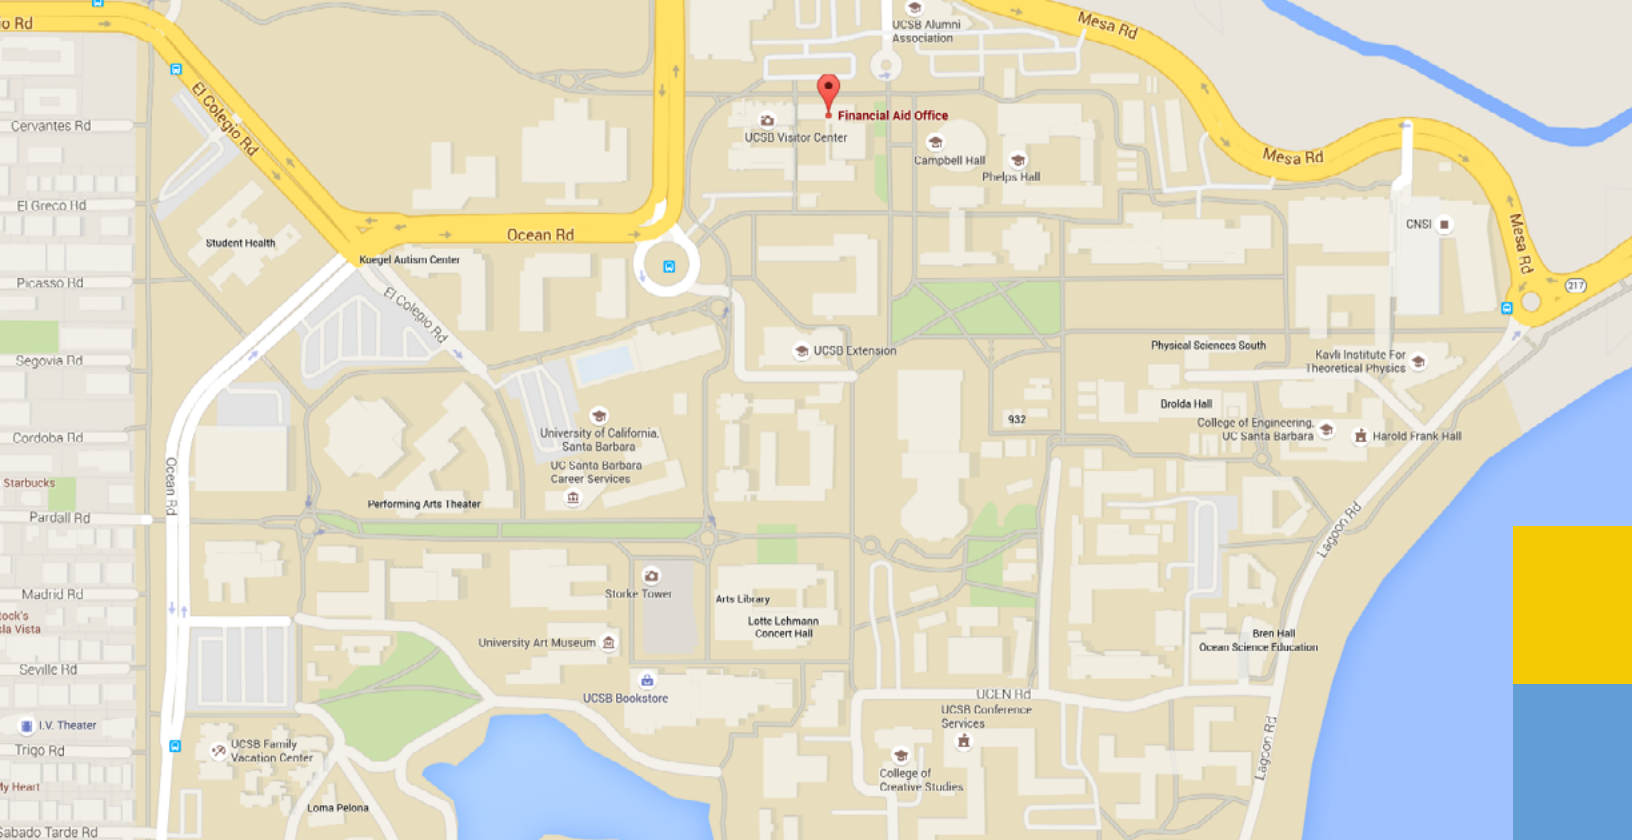 io Rd
Mesa Rd
UCSB Alumni
Association
El Colegio Rd
Cervantes Rd
Financial Aid Office
UCSB Visitor Center
Campbell Hall
Phelps Hall
Mesa Rd
El Greco Rd
CNSI
Mesa Rd
Ocean Rd
Student Health
Kuegel Autism Center
Picasso Rd
El Colegio Rd
217
Segovia Rd
UCSB Extension
Physical Sciences South
Kavli Institute For
Theoretical Physics
Broida Hall
932
College of Engineering,
UC Santa Barbara
Harold Frank Hall
Cordoba Rd
University of California,
Santa Barbara
UC Santa Barbara
Career Services
Starbucks
Ocean Rd
Performing Arts Theater
Pardall Rd
Lagoon Rd
Storke Tower
Arts Library
Madrid Rd
tock's
sla Vista
Lotte Lehmann
Concert Hall
University Art Museum
Bren Hall
Ocean Science Education
Seville Rd
UCSB Bookstore
UCEN Rd
UCSB Conference
Services
I.V. Theater
Trigo Rd
UCSB Family
Vacation Center
Lagoon Rd
My Heart
College of
Creative Studies
Loma Pelona
Sabado Tarde Rd